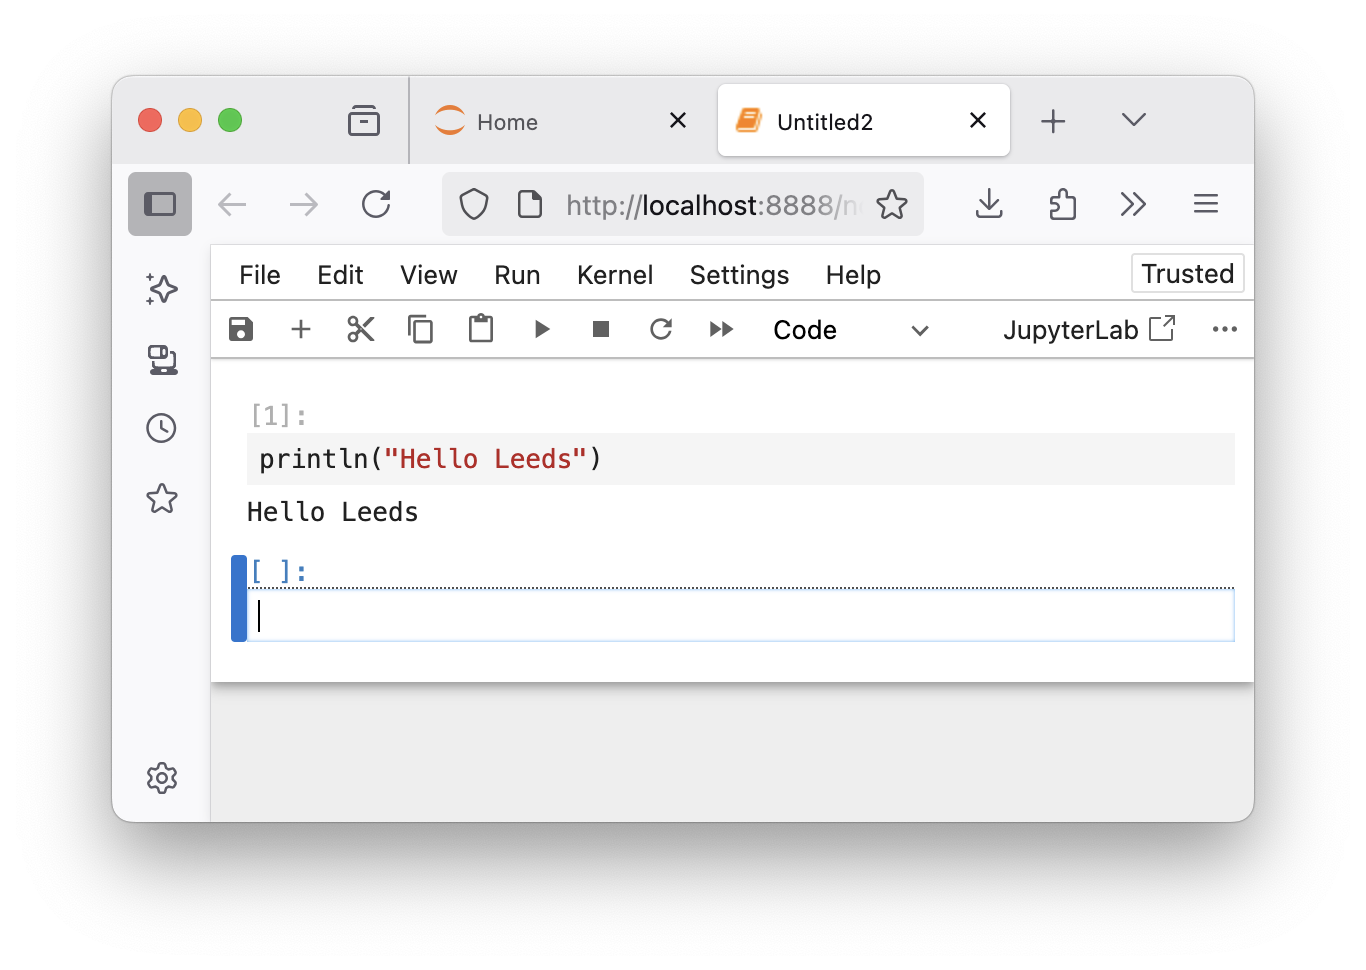 Home
Untitled2
http://localhost:8888/n
File Edit View Run Kernel Settings Help Trusted
Code JupyterLab
[1]:
println("Hello Leeds")
Hello Leeds
[ ]: